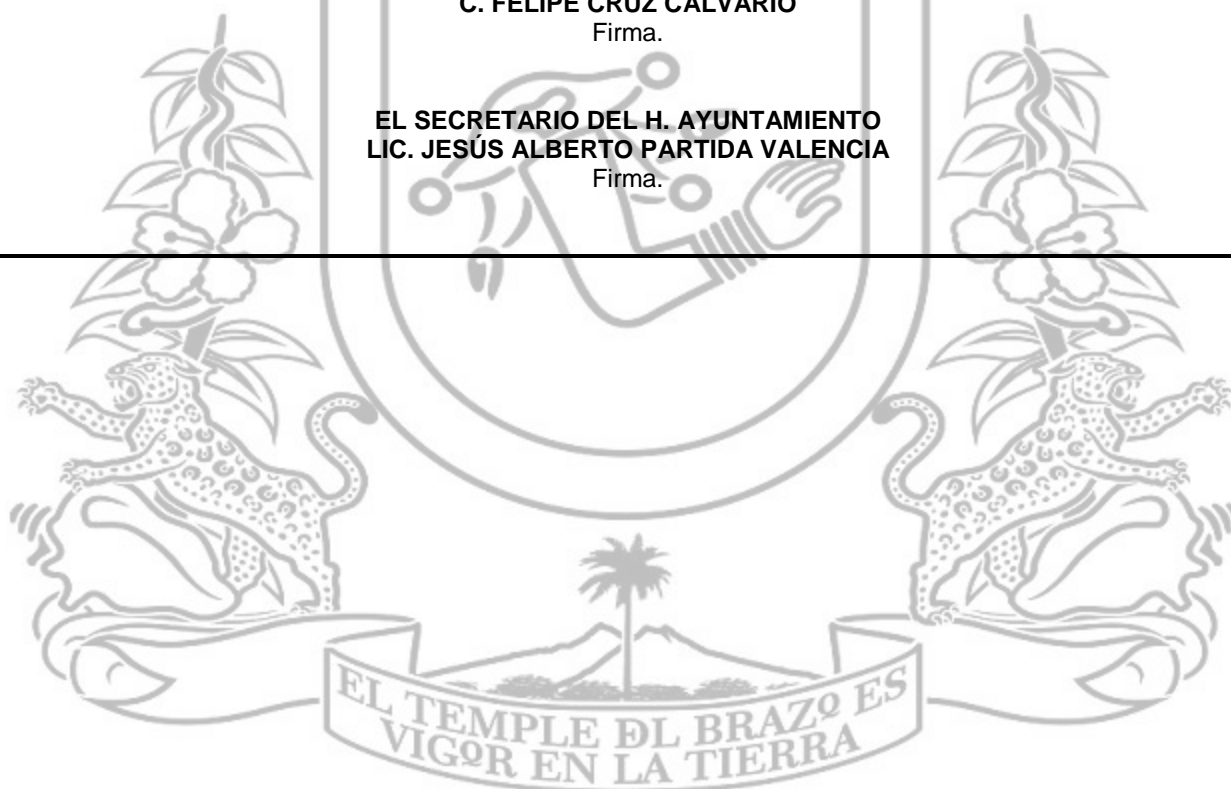 C. FELIPE CRUZ CALVARIO
Firma.
EL SECRETARIO DEL H. AYUNTAMIENTO
LIC. JESÚS ALBERTO PARTIDA VALENCIA
Firma.
EL TEMPLE ĐL BRAZº ES
VIGºR EN LA TIERRA